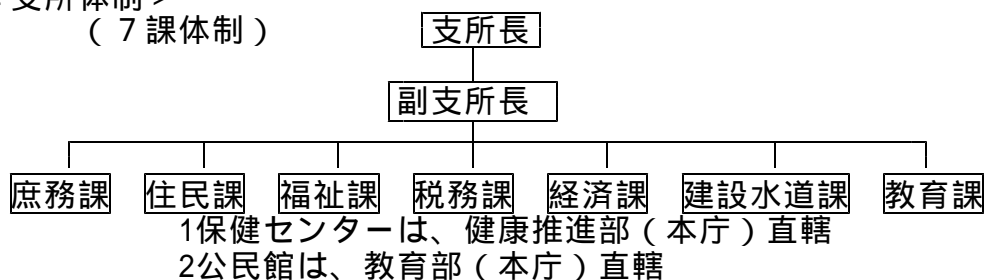 支所体制>
(7課体制)
支所長
副支所長
庶務課 住民課 福祉課 税務課 経済課 建設水道課 教育課
1保健センターは、健康推進部(本庁)直轄
2公民館は、教育部(本庁)直轄